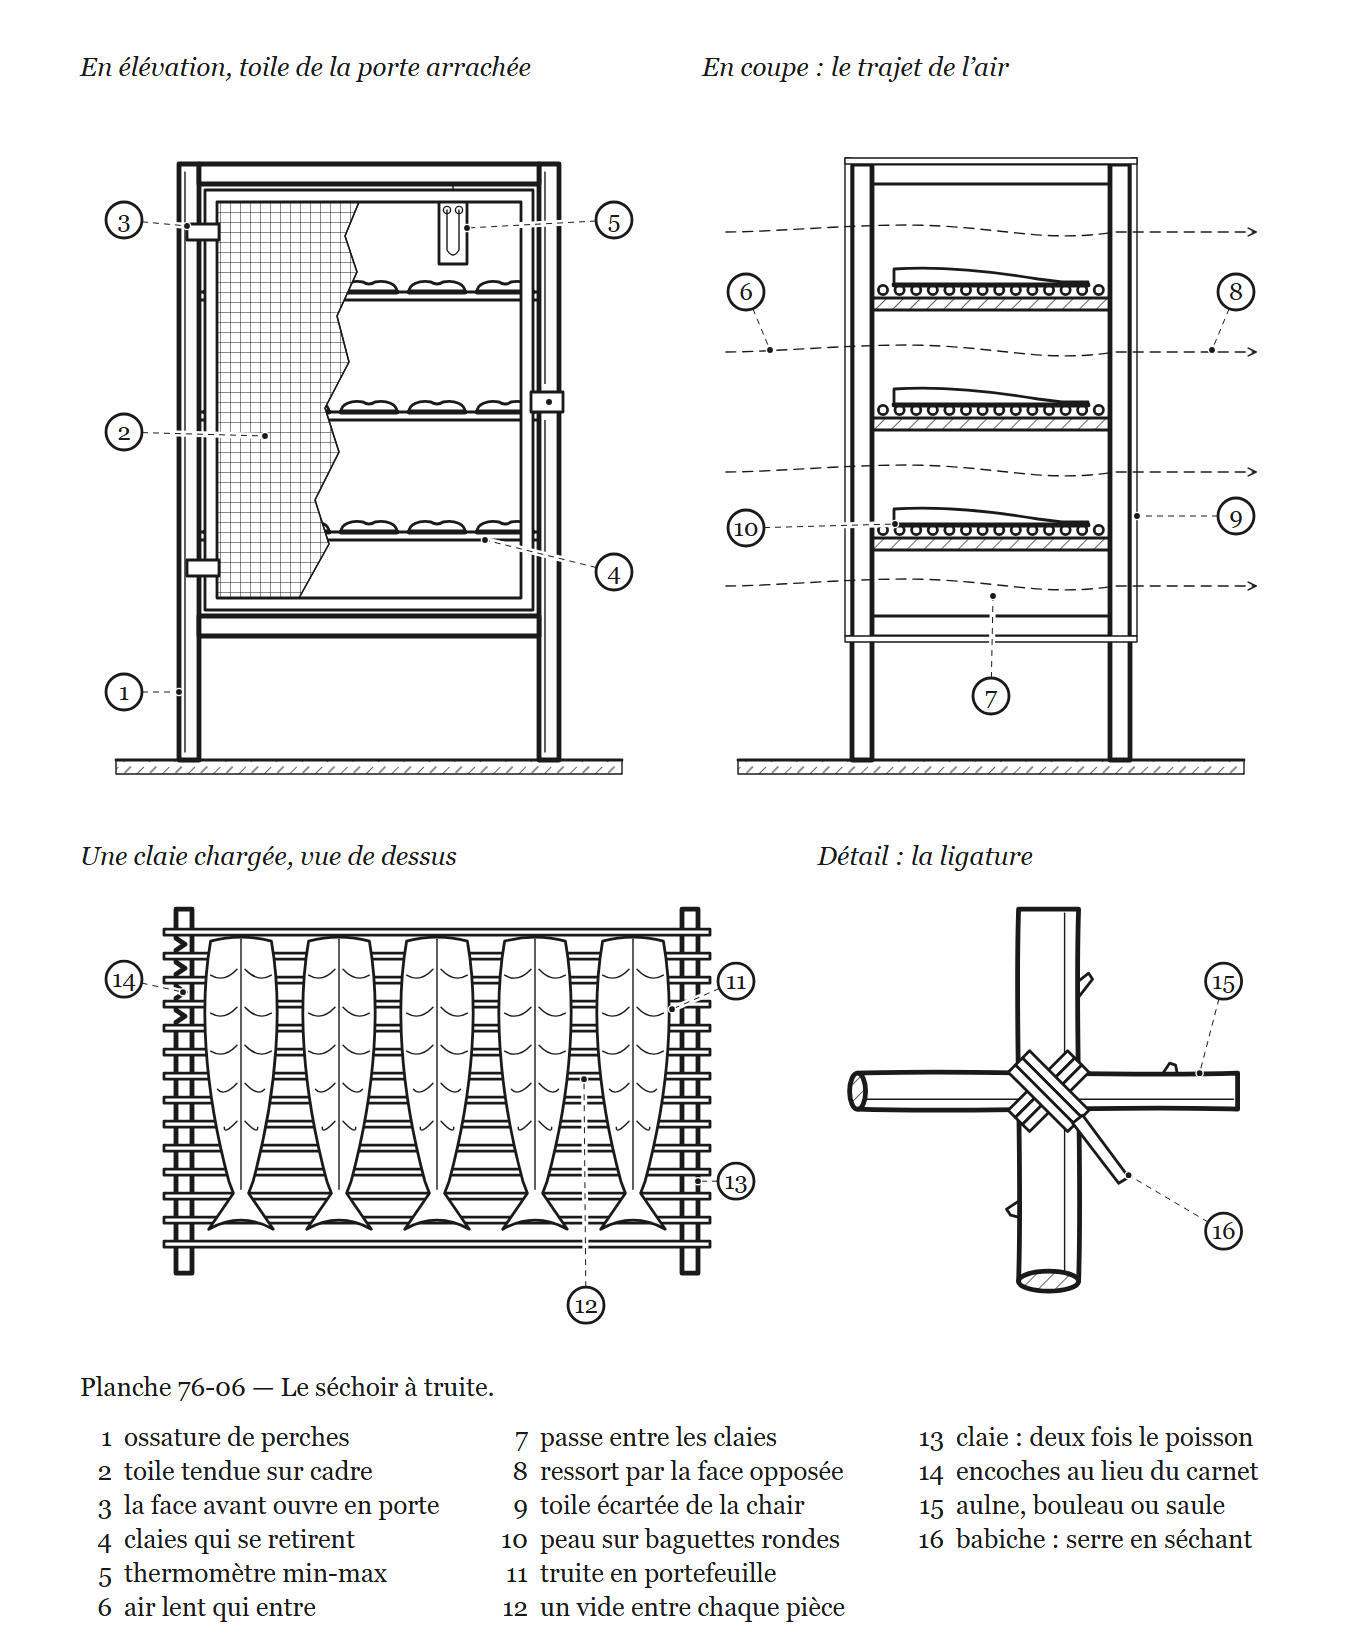 En élévation, toile de la porte arrachée
En coupe : le trajet de l’air
3
5
6
8
2
10
9
4
1
7
Une claie chargée, vue de dessus
Détail : la ligature
14
11
15
13
16
12
Planche 76-06 — Le séchoir à truite.
1 ossature de perches
2 toile tendue sur cadre
3 la face avant ouvre en porte
4 claies qui se retirent
5 thermomètre min-max
6 air lent qui entre
7 passe entre les claies
8 ressort par la face opposée
9 toile écartée de la chair
10 peau sur baguettes rondes
11 truite en portefeuille
12 un vide entre chaque pièce
13 claie : deux fois le poisson
14 encoches au lieu du carnet
15 aulne, bouleau ou saule
16 babiche : serre en séchant